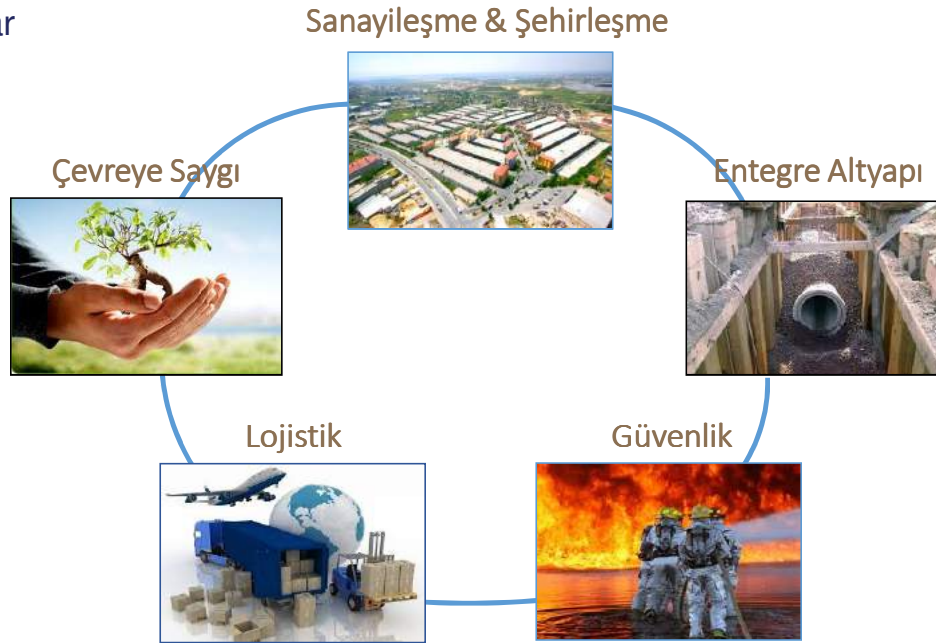 Sanayileşme & Şehirleşme
Çevreye Saygı
Entegre Altyapı
Lojistik
Güvenlik